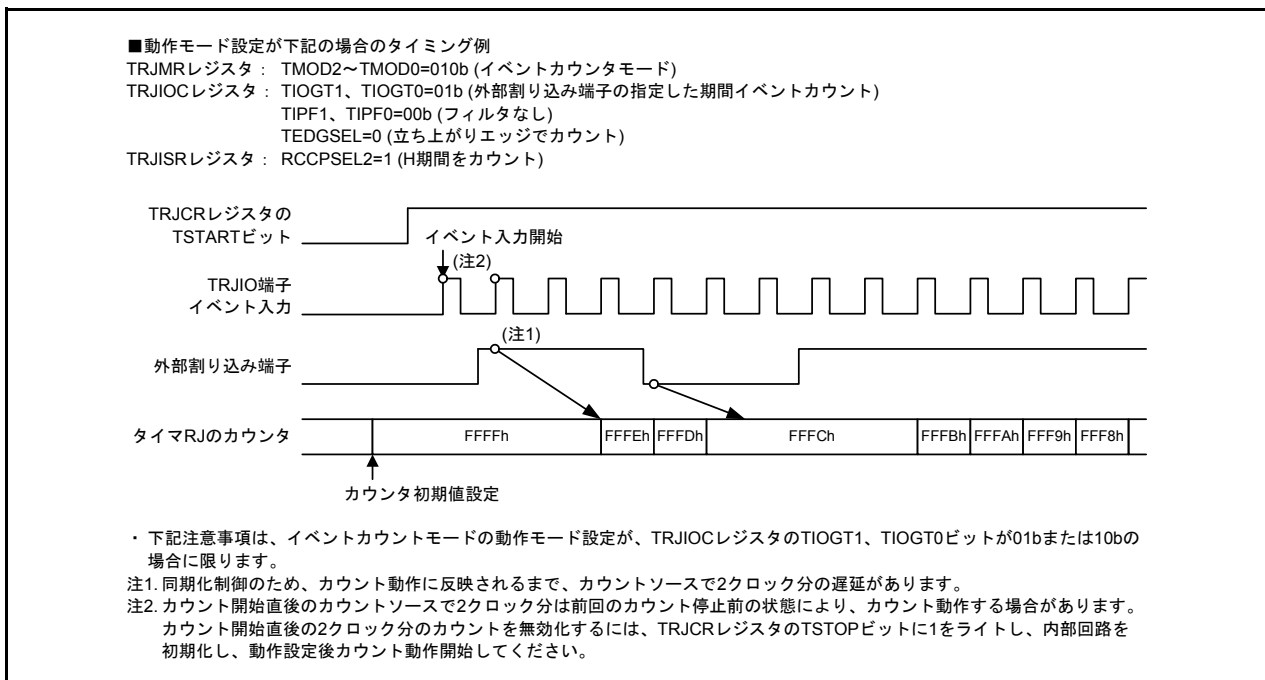 ■動作モード設定が下記の場合のタイミング例
TRJMRレジスタ： TMOD2～TMOD0=010b (イベントカウンタモード)
TRJIOCレジスタ： TIOGT1、TIOGT0=01b (外部割り込み端子の指定した期間イベントカウント)
TIPF1、TIPF0=00b (フィルタなし)
TEDGSEL=0 (立ち上がりエッジでカウント)
TRJISRレジスタ： RCCPSEL2=1 (H期間をカウント)
TRJCRレジスタの
TSTARTビット
イベント入力開始
(注2)
TRJIO端子
イベント入力
(注1)
外部割り込み端子
タイマRJのカウンタ FFFFh FFFEh FFFDh FFFCh FFFBh FFFAh FFF9h FFF8h
カウンタ初期値設定
・ 下記注意事項は、イベントカウントモードの動作モード設定が、TRJIOCレジスタのTIOGT1、TIOGT0ビットが01bまたは10bの
場合に限ります。
注1. 同期化制御のため、カウント動作に反映されるまで、カウントソースで2クロック分の遅延があります。
注2. カウント開始直後のカウントソースで2クロック分は前回のカウント停止前の状態により、カウント動作する場合があります。
カウント開始直後の2クロック分のカウントを無効化するには、TRJCRレジスタのTSTOPビットに1をライトし、内部回路を
初期化し、動作設定後カウント動作開始してください。